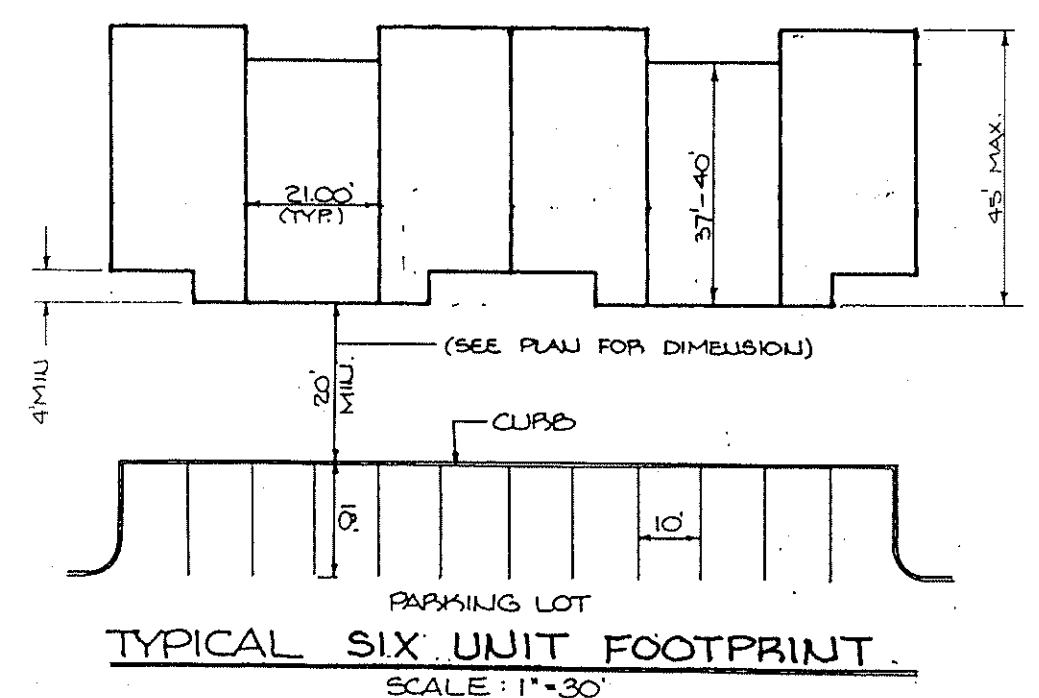 21.00'
(TYP.)
37'-40'
45' MAX.
4' MIN
20'
MIN.
(SEE PLAN FOR DIMENSION)
CURB
10'
PARKING LOT
TYPICAL SIX UNIT FOOTPRINT
SCALE: 1"=30'